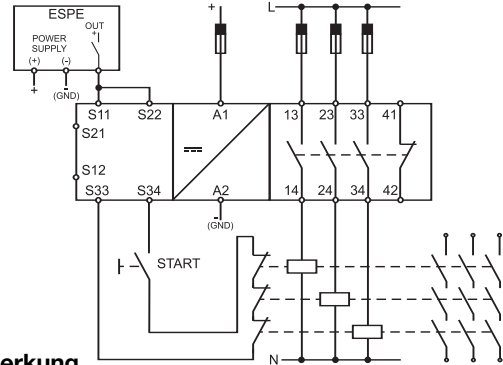 ESPE
OUT
POWER
SUPPLY
(+) (-)
+
+ -
(GND)
+
L
S11 S22 A1 13 23 33 41
S21
S12
S33 S34 A2 14 24 34 42
-
(GND)
START
N
erkung